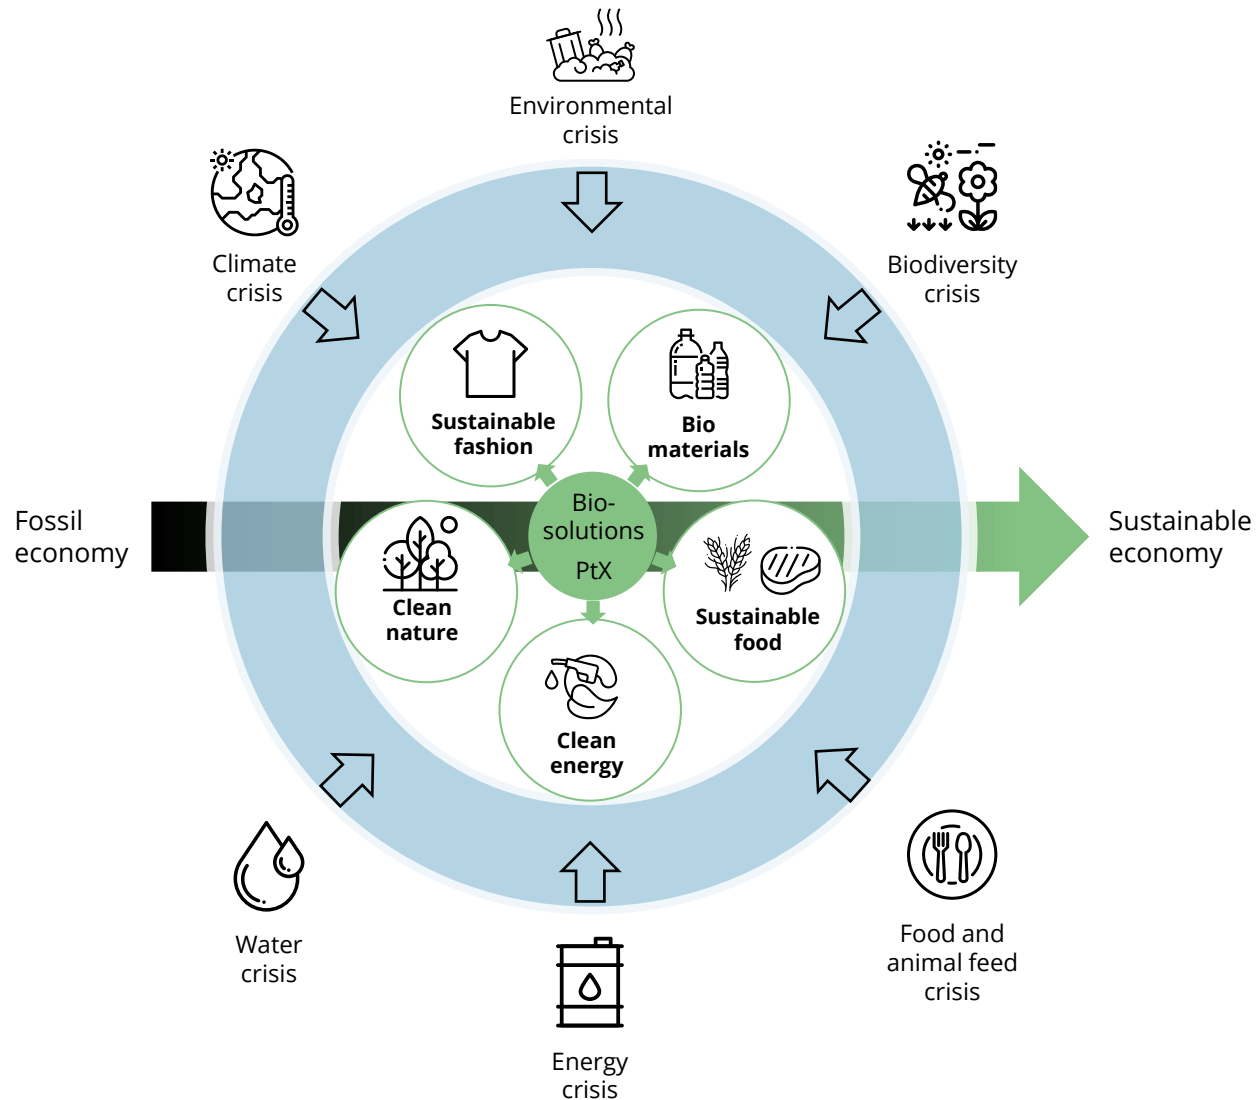 Environmental
crisis
Climate
crisis
Biodiversity
crisis
Sustainable
fashion
Bio
materials
Fossil
economy
Bio-
solutions
PtX
Sustainable
economy
Clean
nature
Sustainable
food
Clean
energy
Water
crisis
Food and
animal feed
crisis
Energy
crisis